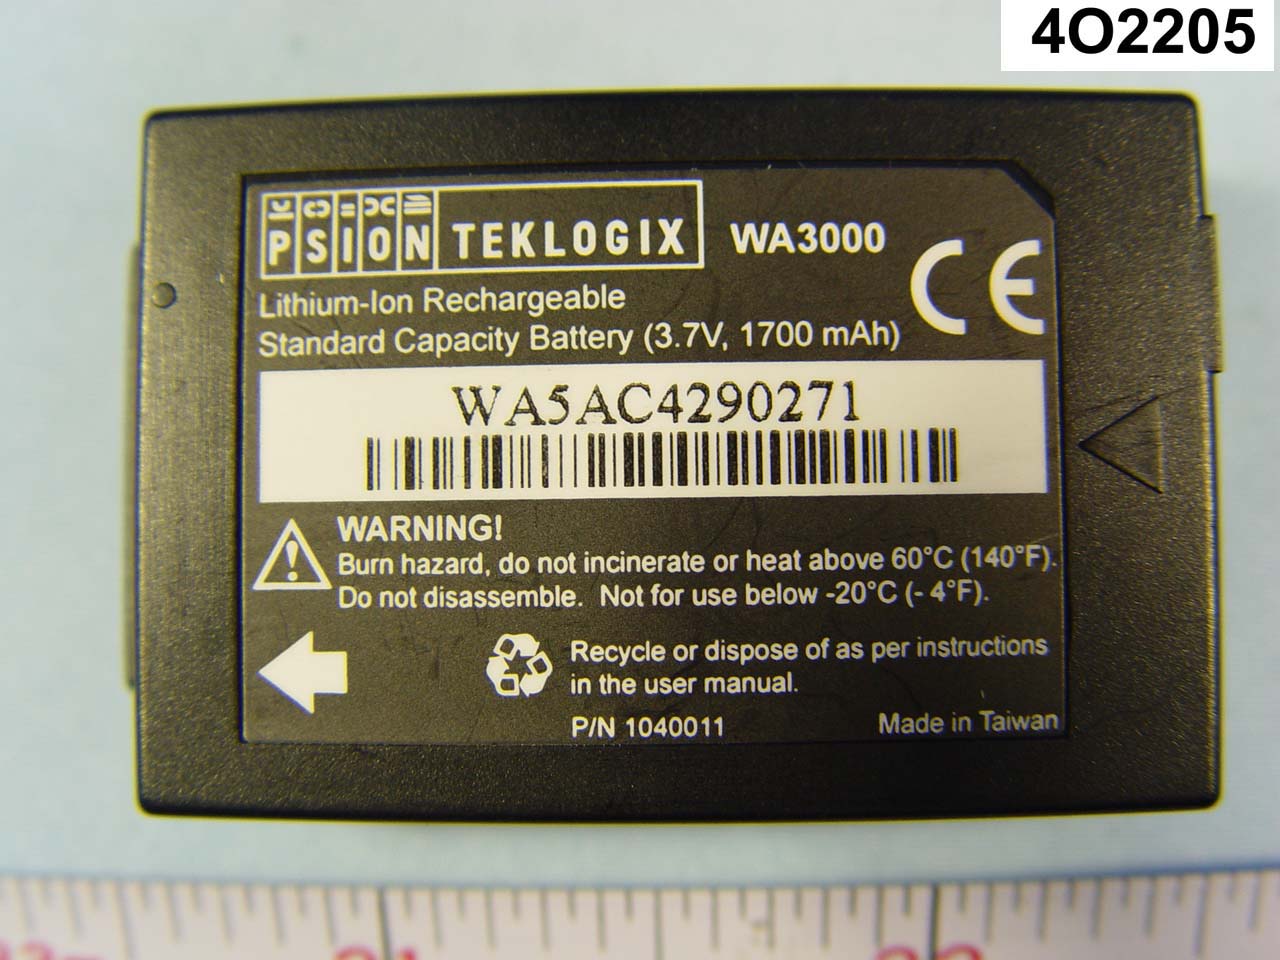 4O2205
PSION TEKLOGIX WA3000
CE
Lithium-Ion Rechargeable
Standard Capacity Battery (3.7V, 1700 mAh)
WA5AC4290271
WARNING!
Burn hazard, do not incinerate or heat above 60°C (140°F).
Do not disassemble. Not for use below -20°C (- 4°F).
Recycle or dispose of as per instructions
in the user manual.
P/N 1040011 Made in Taiwan